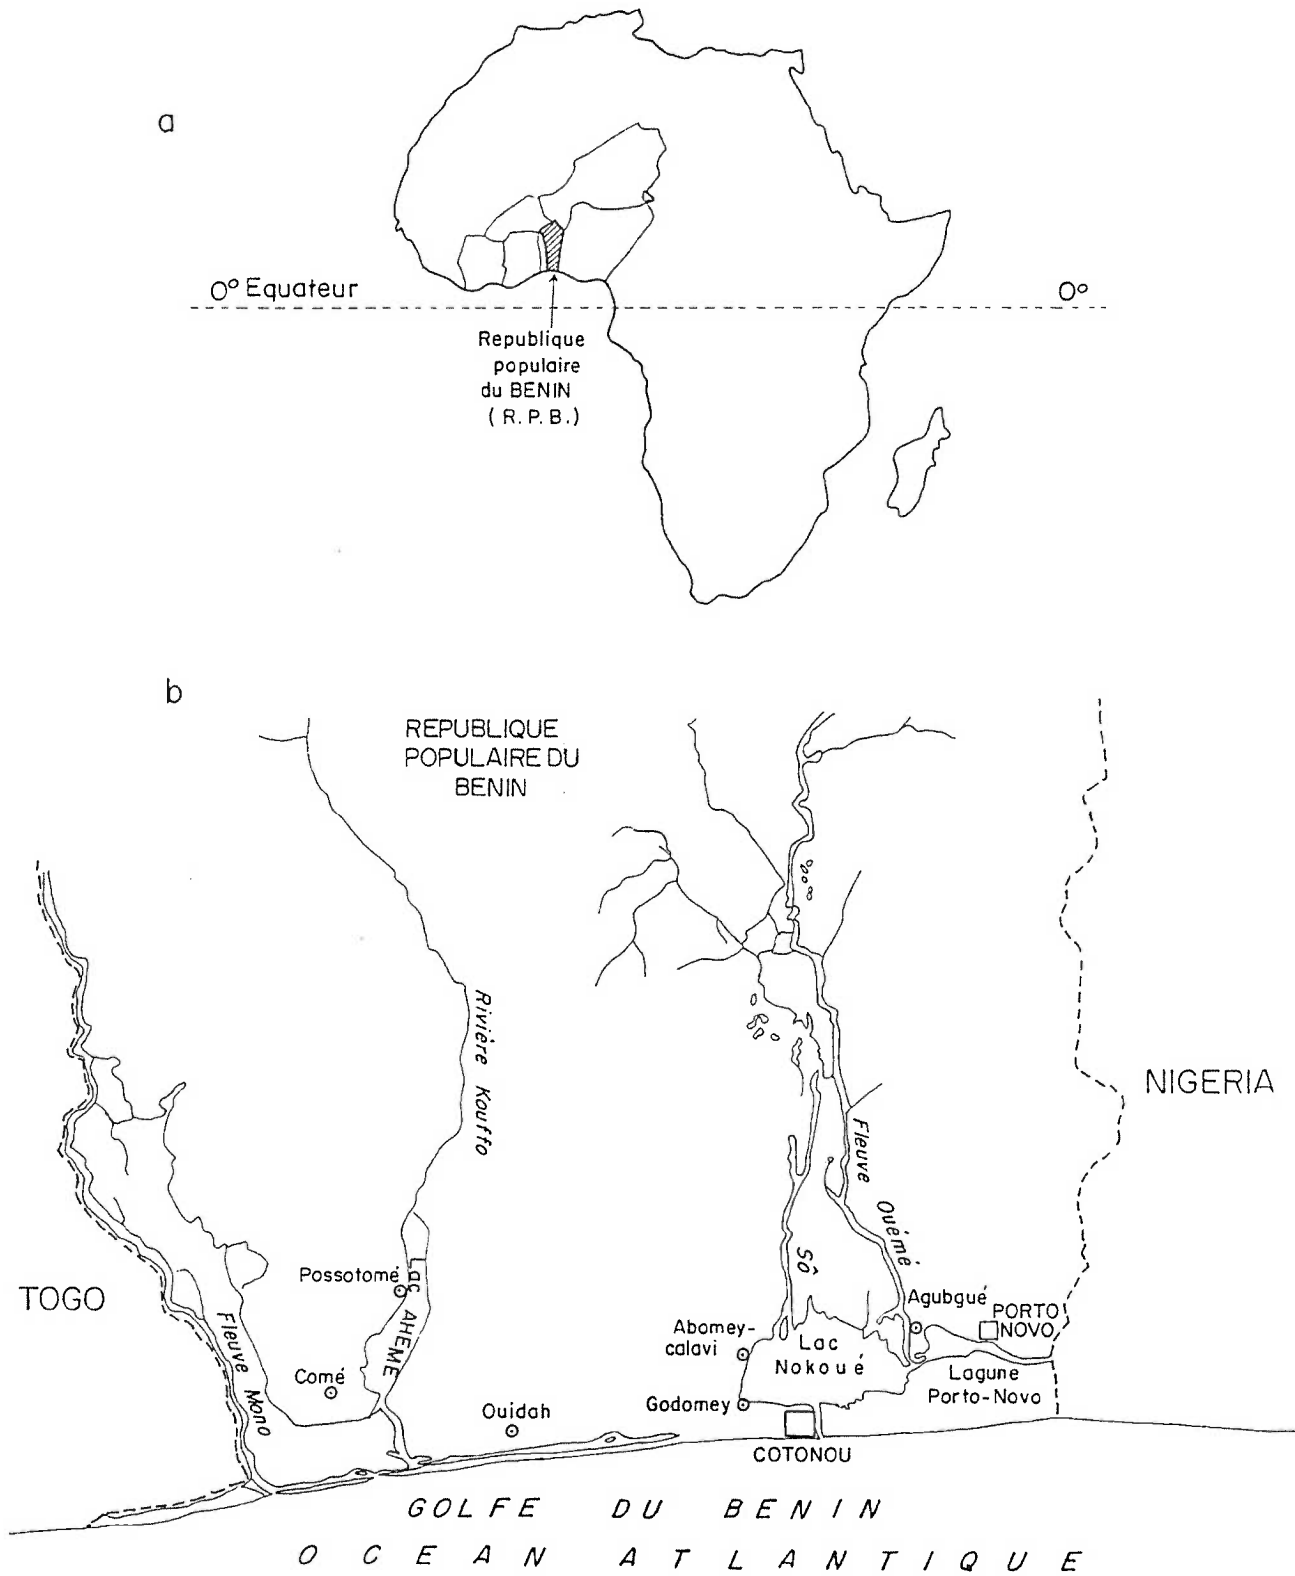 a
0° Equateur
0°
Republique
populaire
du BENIN
(R.P.B.)
b
REPUBLIQUE
POPULAIRE DU
BENIN
Rivière Kouffo
NIGERIA
Fleuve Ouémé
Sô
TOGO
Possotomé
Lac AHEME
Fleuve Mono
Agubgué
PORTO
NOVO
Abomey-
calavi
Lac
Nokoué
Comé
Lagune
Porto-Novo
Godomey
Ouidah
COTONOU
GOLFE DU BENIN
OCEAN ATLANTIQUE